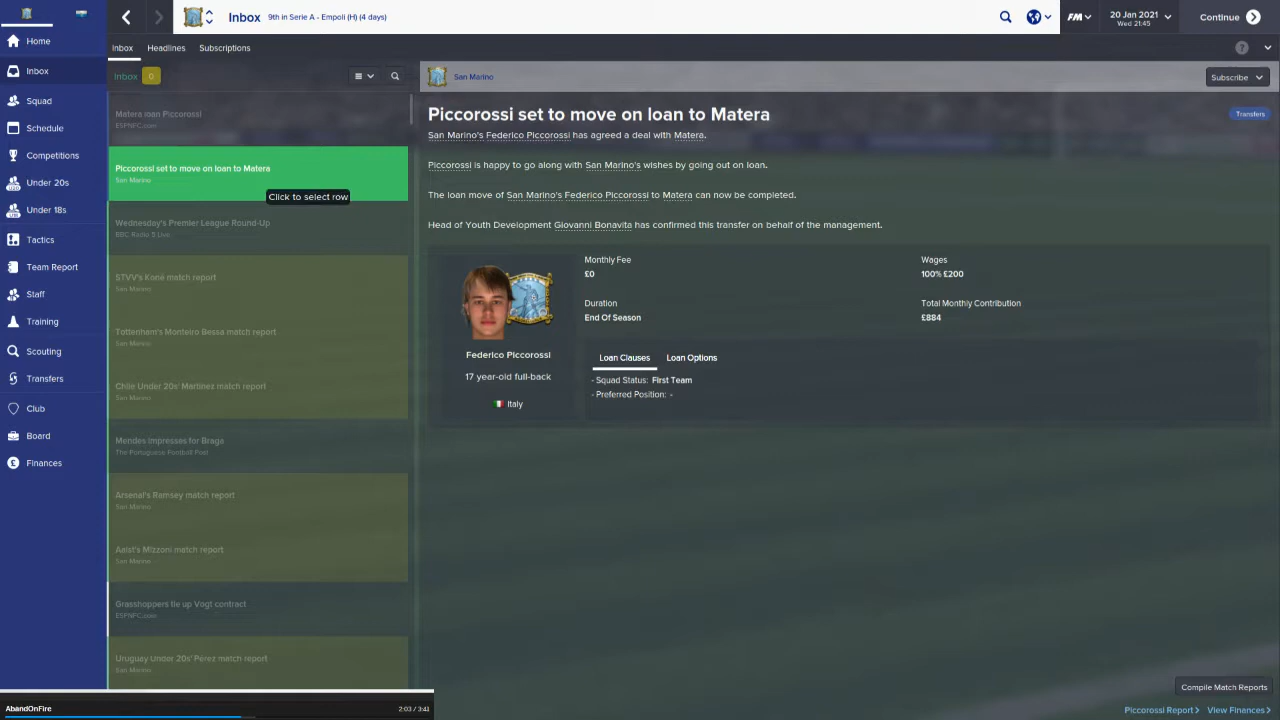 Inbox
9th in Serie A - Empoli (H) (4 days)
FM
20 Jan 2021
Wed 21:45
Continue
Home
Inbox
Squad
Schedule
Competitions
Under 20s
Under 18s
Tactics
Team Report
Staff
Training
Scouting
Transfers
Club
Board
Finances
Inbox
Headlines
Subscriptions
Inbox 0
Matera loan Piccorossi
ESPNFC.com
Piccorossi set to move on loan to Matera
San Marino
Click to select row
Wednesday's Premier League Round-Up
BBC Radio 5 Live
STVV's Koné match report
San Marino
Tottenham's Monteiro Bessa match report
San Marino
Chile Under 20s' Martínez match report
San Marino
Mendes impresses for Braga
The Portuguese Football Post
Arsenal's Ramsey match report
San Marino
Aalst's Mizzoni match report
San Marino
Grasshoppers tie up Vogt contract
ESPNFC.com
Uruguay Under 20s' Pérez match report
San Marino
San Marino
Subscribe
?
Piccorossi set to move on loan to Matera
Transfers
San Marino's Federico Piccorossi has agreed a deal with Matera.
Piccorossi is happy to go along with San Marino's wishes by going out on loan.
The loan move of San Marino's Federico Piccorossi to Matera can now be completed.
Head of Youth Development Giovanni Bonavita has confirmed this transfer on behalf of the management.
Federico Piccorossi
17 year-old full-back
Italy
Monthly Fee
£0
Wages
100% £200
Duration
End Of Season
Total Monthly Contribution
£884
Loan Clauses
Loan Options
- Squad Status: First Team
- Preferred Position: -
Compile Match Reports
Piccorossi Report>
View Finances>
AbandOnFire
2:03 / 3:41